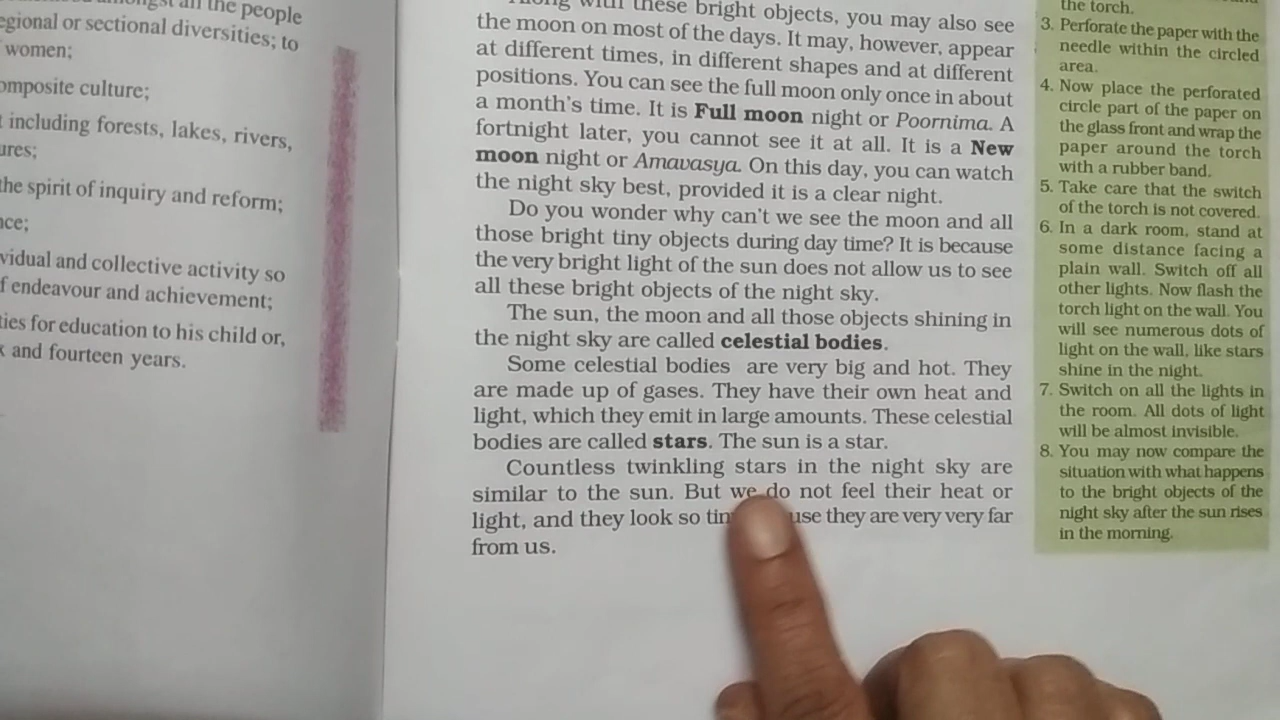 amongst all the people
egional or sectional diversities; to
women;
omposite culture;
including forests, lakes, rivers,
ures;
the spirit of inquiry and reform;
nce;
vidual and collective activity so
f endeavour and achievement;
ties for education to his child or,
x and fourteen years.
Along with these bright objects, you may also see
the moon on most of the days. It may, however, appear
at different times, in different shapes and at different
positions. You can see the full moon only once in about
a month's time. It is Full moon night or Poornima. A
fortnight later, you cannot see it at all. It is a New
moon night or Amavasya. On this day, you can watch
the night sky best, provided it is a clear night.
Do you wonder why can't we see the moon and all
those bright tiny objects during day time? It is because
the very bright light of the sun does not allow us to see
all these bright objects of the night sky.
The sun, the moon and all those objects shining in
the night sky are called celestial bodies.
Some celestial bodies are very big and hot. They
are made up of gases. They have their own heat and
light, which they emit in large amounts. These celestial
bodies are called stars. The sun is a star.
Countless twinkling stars in the night sky are
similar to the sun. But we do not feel their heat or
light, and they look so tin use they are very very far
from us.
the torch.
3. Perforate the paper with the
needle within the circled
area.
4. Now place the perforated
circle part of the paper on
the glass front and wrap the
paper around the torch
with a rubber band.
5. Take care that the switch
of the torch is not covered.
6. In a dark room, stand at
some distance facing a
plain wall. Switch off all
other lights. Now flash the
torch light on the wall. You
will see numerous dots of
light on the wall, like stars
shine in the night.
7. Switch on all the lights in
the room. All dots of light
will be almost invisible.
8. You may now compare the
situation with what happens
to the bright objects of the
night sky after the sun rises
in the morning.